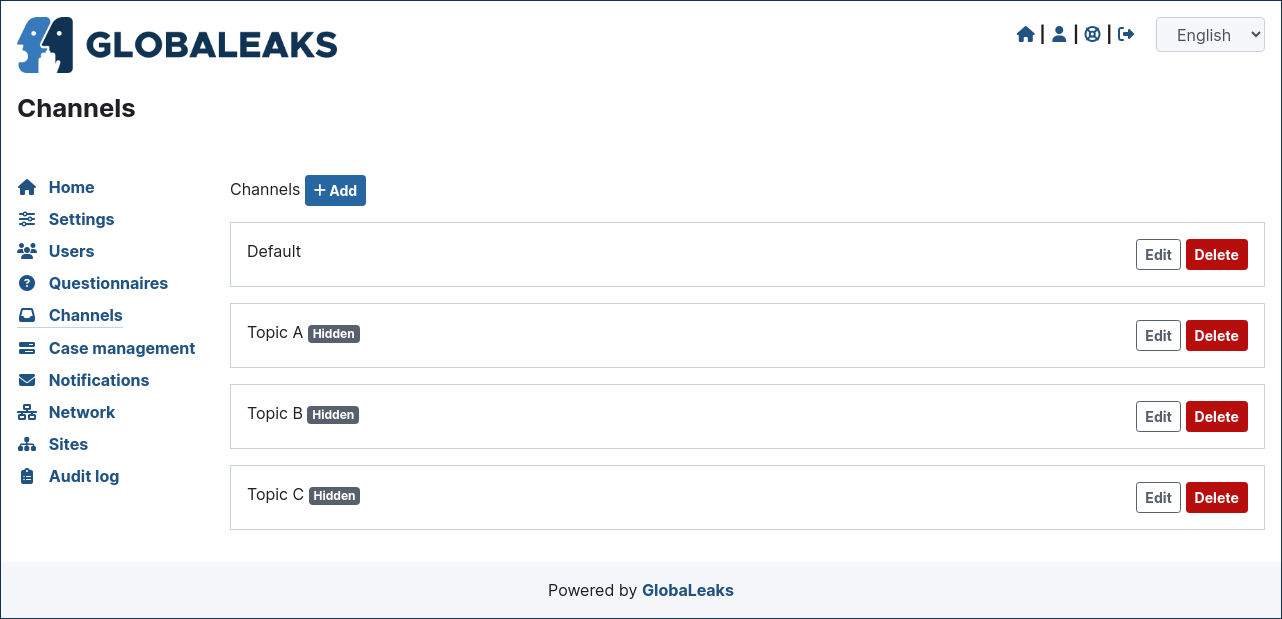 GLOBALEAKS
| | |
English
Channels
Home
Settings
Users
Questionnaires
Channels
Case management
Notifications
Network
Sites
Audit log
Channels + Add
Default Edit Delete
Topic A Hidden Edit Delete
Topic B Hidden Edit Delete
Topic C Hidden Edit Delete
Powered by GlobaLeaks